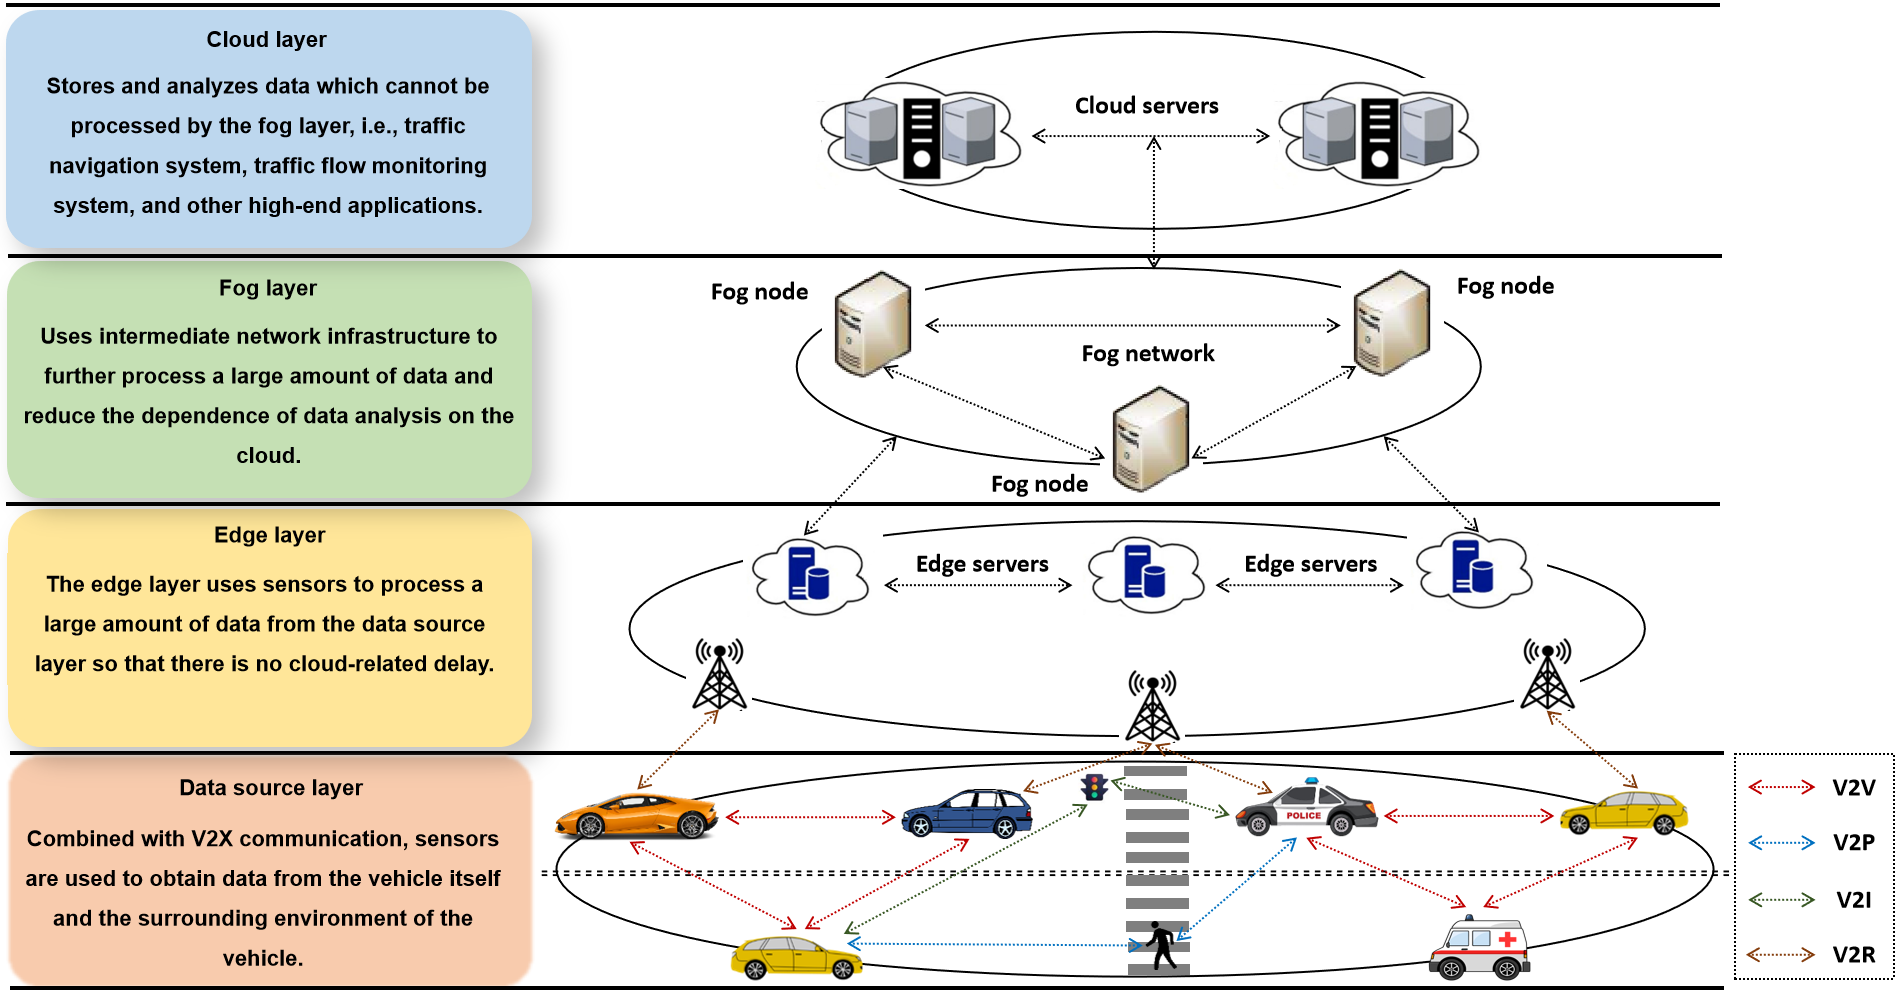 Cloud layer
Stores and analyzes data which cannot be
processed by the fog layer, i.e., traffic
navigation system, traffic flow monitoring
system, and other high-end applications.
Cloud servers
Fog layer
Uses intermediate network infrastructure to
further process a large amount of data and
reduce the dependence of data analysis on the
cloud.
Fog node
Fog node
Fog network
Fog node
Edge layer
The edge layer uses sensors to process a
large amount of data from the data source
layer so that there is no cloud-related delay.
Edge servers
Edge servers
Data source layer
Combined with V2X communication, sensors
are used to obtain data from the vehicle itself
and the surrounding environment of the
vehicle.
POLICE
V2V
V2P
V2I
V2R